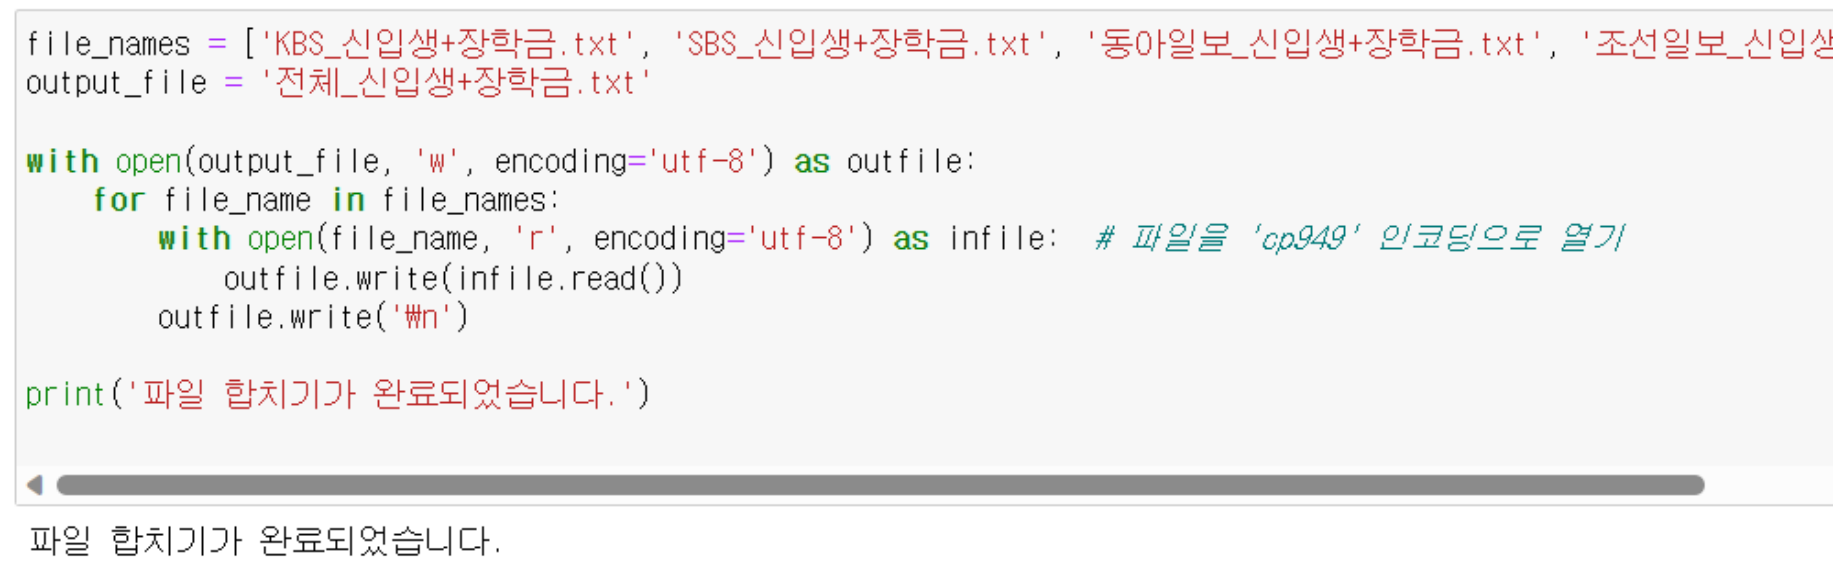 file_names = ['KBS_신입생+장학금.txt', 'SBS_신입생+장학금.txt', '동아일보_신입생+장학금.txt', '조선일보_신입생
output_file = '전체_신입생+장학금.txt'
with open(output_file, 'w', encoding='utf-8') as outfile:
for file_name in file_names:
with open(file_name, 'r', encoding='utf-8') as infile: # 파일을 'cp949' 인코딩으로 열기
outfile.write(infile.read())
outfile.write('₩n')
print('파일 합치기가 완료되었습니다.')
파일 합치기가 완료되었습니다.